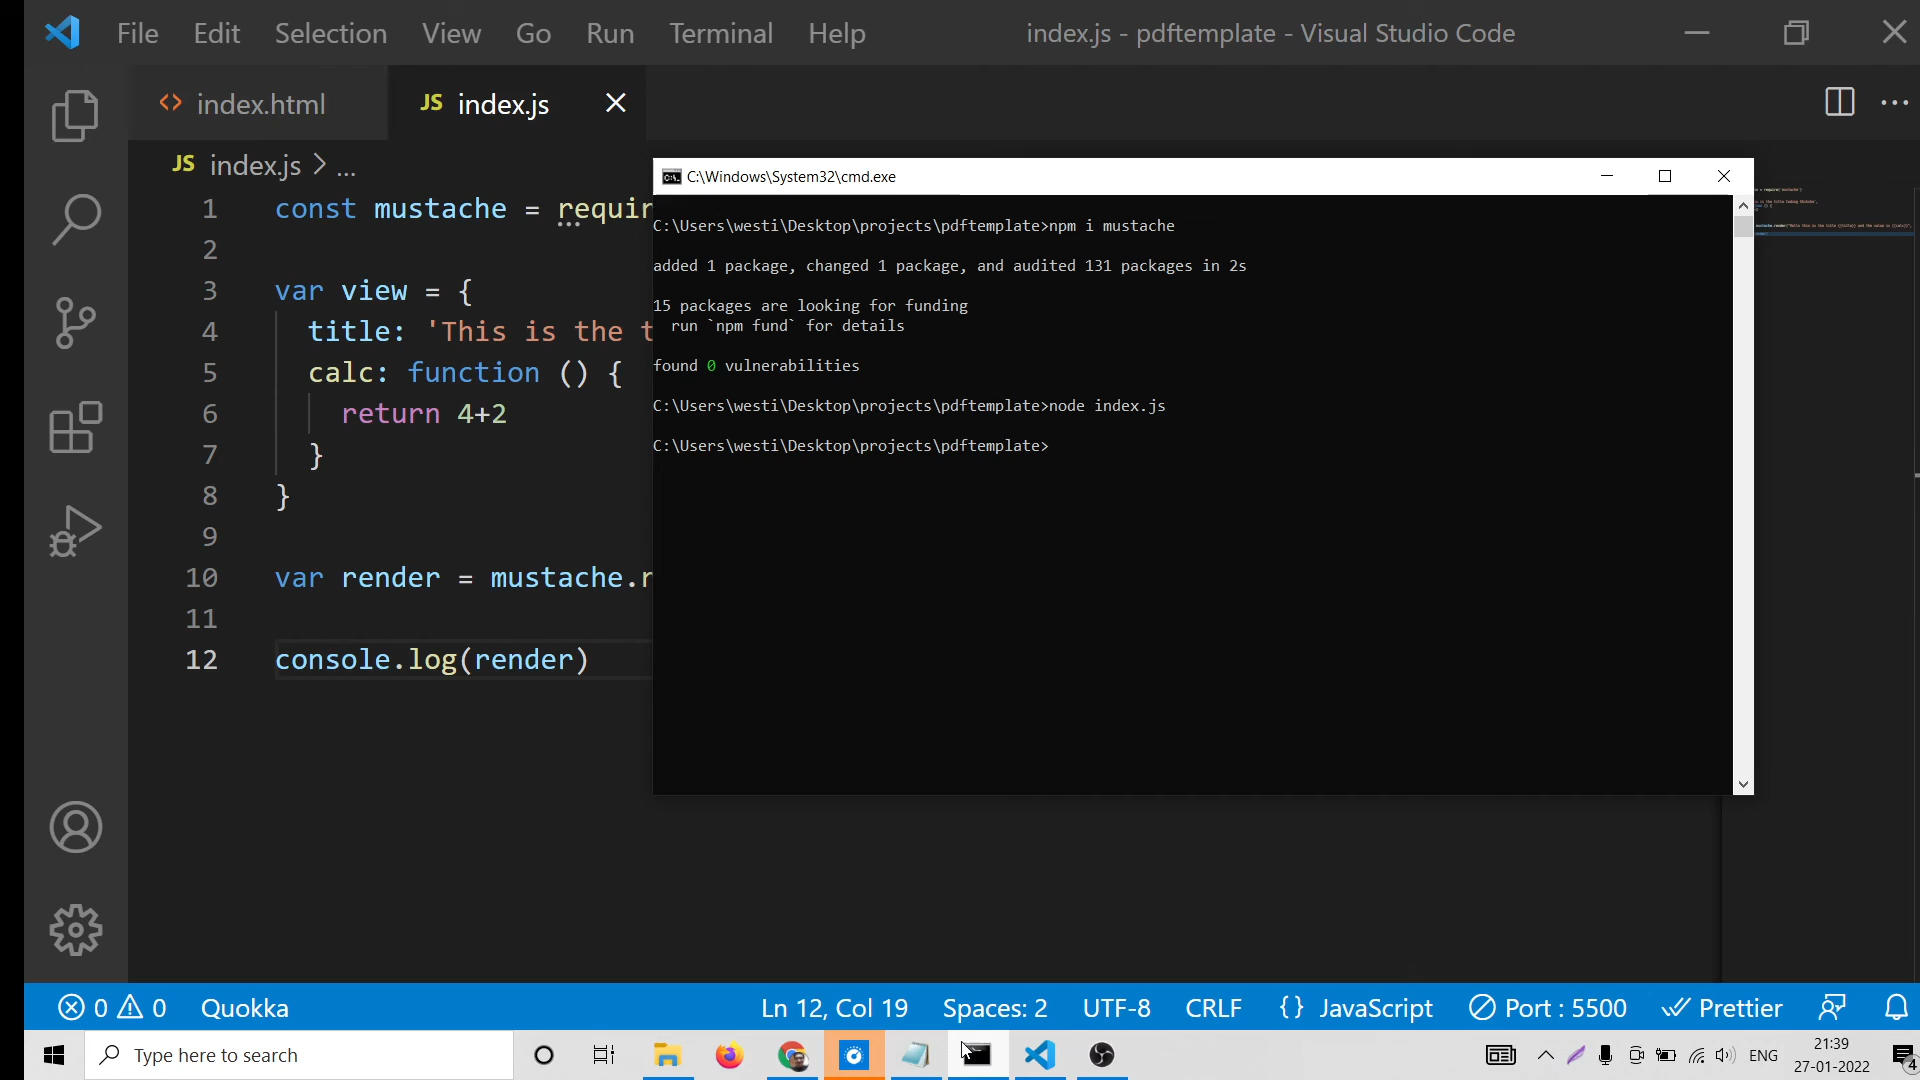 File Edit Selection View Go Run Terminal Help index.js - pdftemplate - Visual Studio Code
<> index.html JS index.js
JS index.js > ...
1 const mustache = requir
2
3 var view = {
4 title: 'This is the t
5 calc: function () {
6 return 4+2
7 }
8 }
9
10 var render = mustache.r
11
12 console.log(render)
C:\Windows\System32\cmd.exe
C:\Users\westi\Desktop\projects\pdftemplate>npm i mustache
added 1 package, changed 1 package, and audited 131 packages in 2s
15 packages are looking for funding
run `npm fund` for details
found 0 vulnerabilities
C:\Users\westi\Desktop\projects\pdftemplate>node index.js
C:\Users\westi\Desktop\projects\pdftemplate>
0 0 Quokka Ln 12, Col 19 Spaces: 2 UTF-8 CRLF {} JavaScript Port : 5500 Prettier
Type here to search ENG 21:39
27-01-2022 4